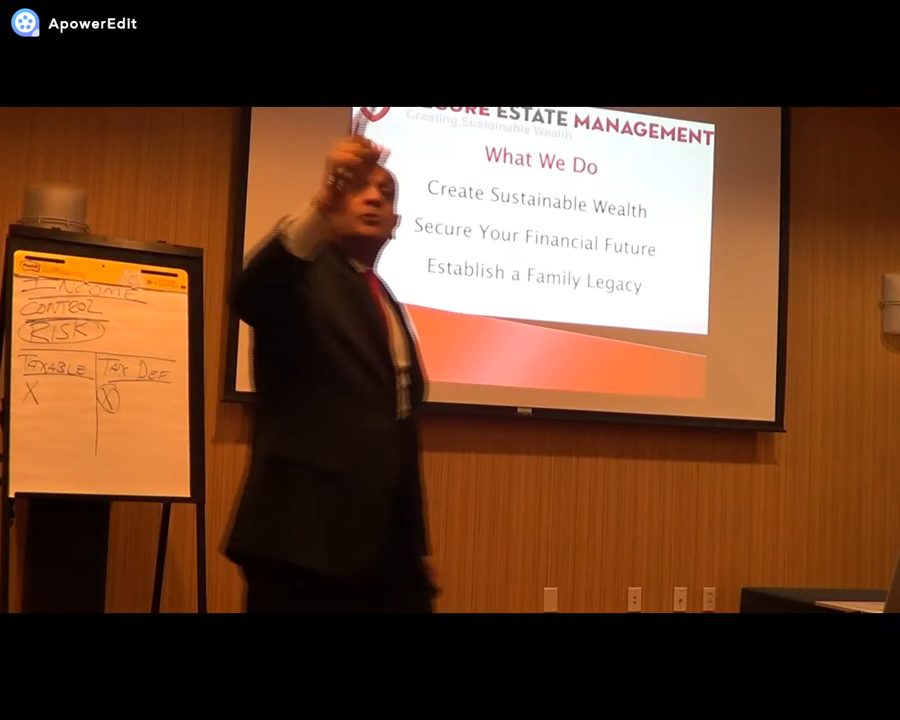 ApowerEdit
SECURE ESTATE MANAGEMENT
Creating Sustainable Wealth
What We Do
Create Sustainable Wealth
Secure Your Financial Future
Establish a Family Legacy
INCOME
CONTROL
RISK
TAXABLE TAX DEF
X X